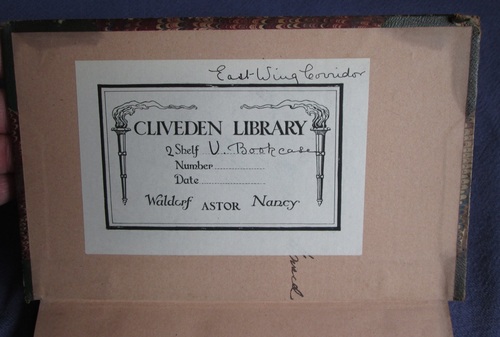 East Wing Corridor
CLIVEDEN LIBRARY
2 Shelf U. Bookcase
Number
Date
Waldorf ASTOR Nancy